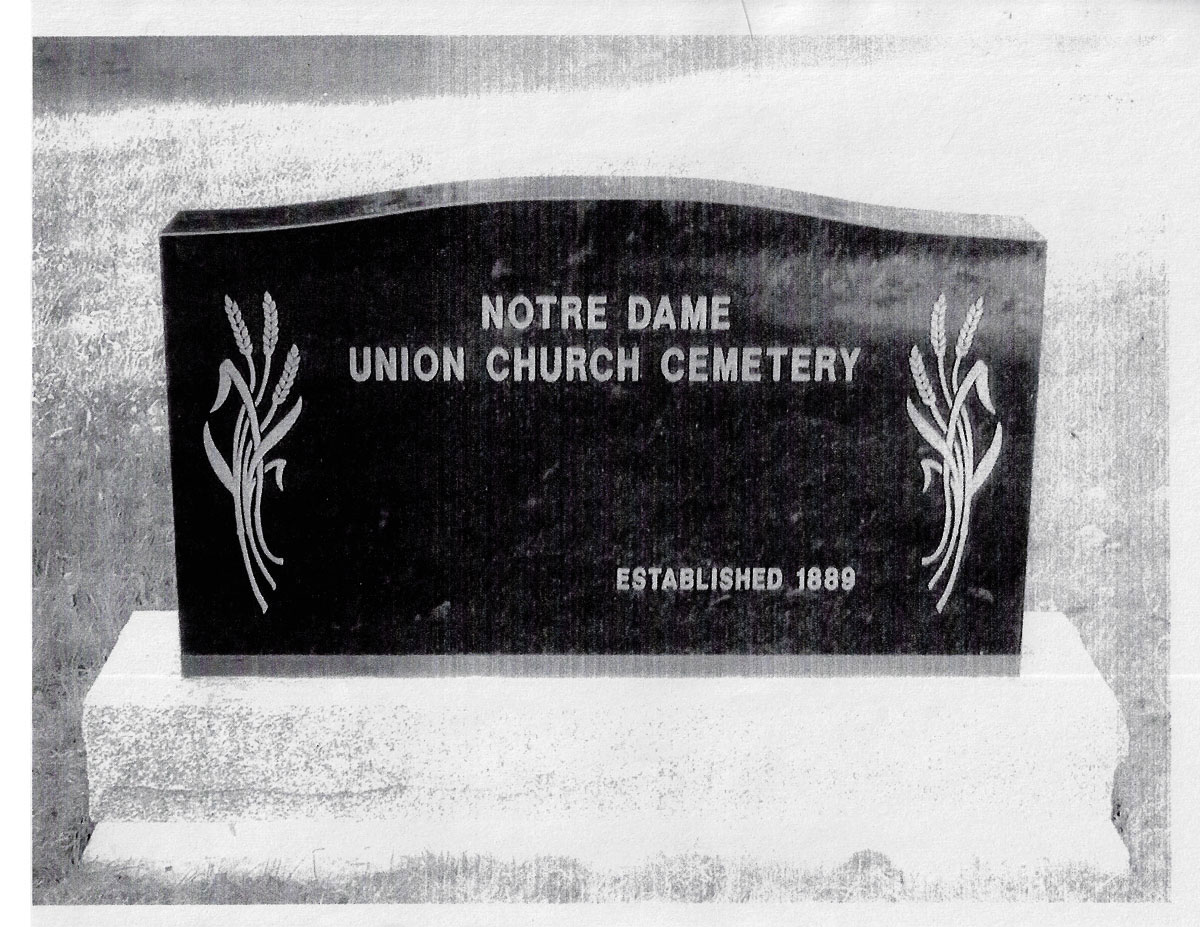 NOTRE DAME
UNION CHURCH CEMETERY
ESTABLISHED 1889